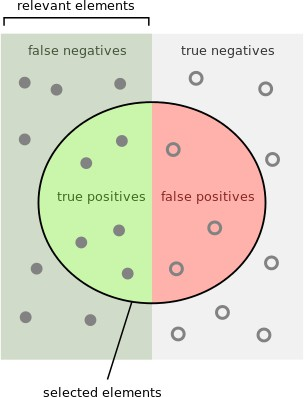 relevant elements
false negatives
true negatives
true positives
false positives
selected elements